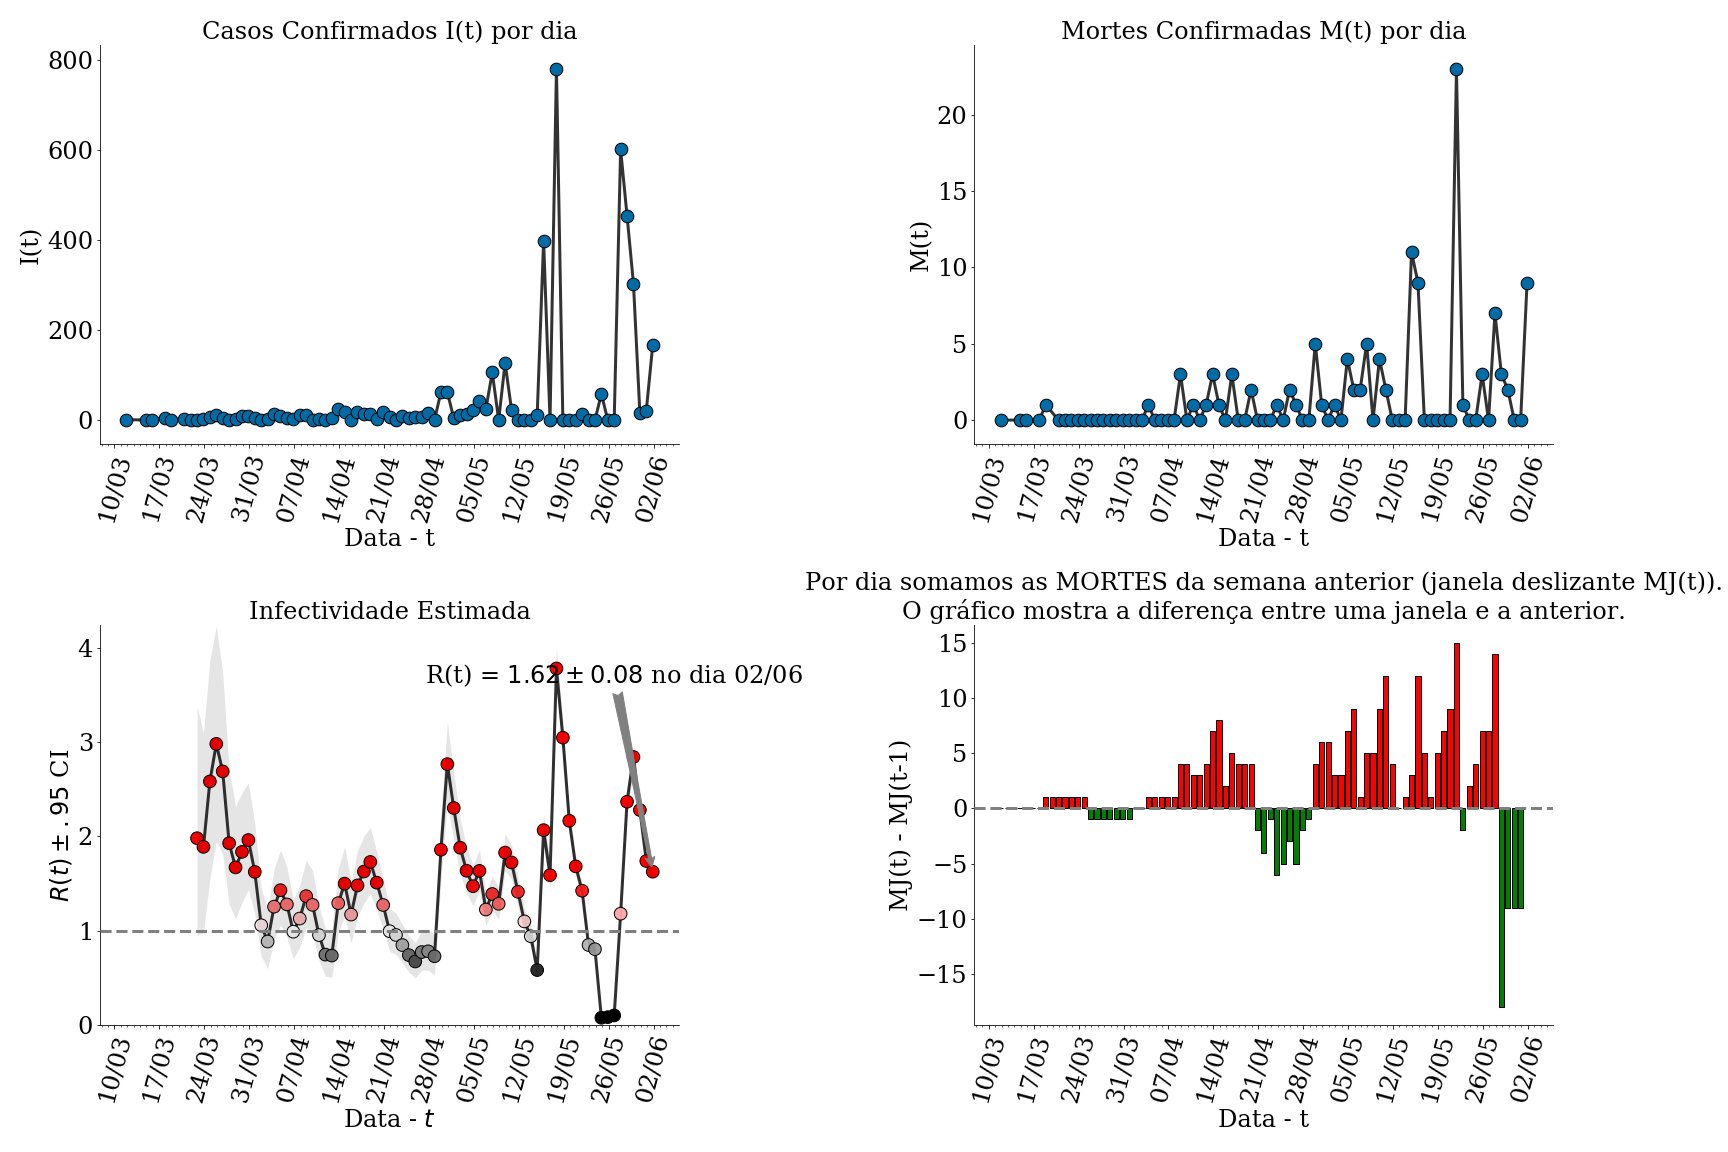 Casos Confirmados I(t) por dia
I(t)
800
600
400
200
0
10/03 17/03 24/03 31/03 07/04 14/04 21/04 28/04 05/05 12/05 19/05 26/05 02/06
Data - t
Mortes Confirmadas M(t) por dia
M(t)
20
15
10
5
0
10/03 17/03 24/03 31/03 07/04 14/04 21/04 28/04 05/05 12/05 19/05 26/05 02/06
Data - t
Infectividade Estimada
R(t) ± .95 CI
4
3
2
1
0
R(t) = 1.62 ± 0.08 no dia 02/06
10/03 17/03 24/03 31/03 07/04 14/04 21/04 28/04 05/05 12/05 19/05 26/05 02/06
Data - t
Por dia somamos as MORTES da semana anterior (janela deslizante MJ(t)).
O gráfico mostra a diferença entre uma janela e a anterior.
MJ(t) - MJ(t-1)
15
10
5
0
−5
−10
−15
10/03 17/03 24/03 31/03 07/04 14/04 21/04 28/04 05/05 12/05 19/05 26/05 02/06
Data - t